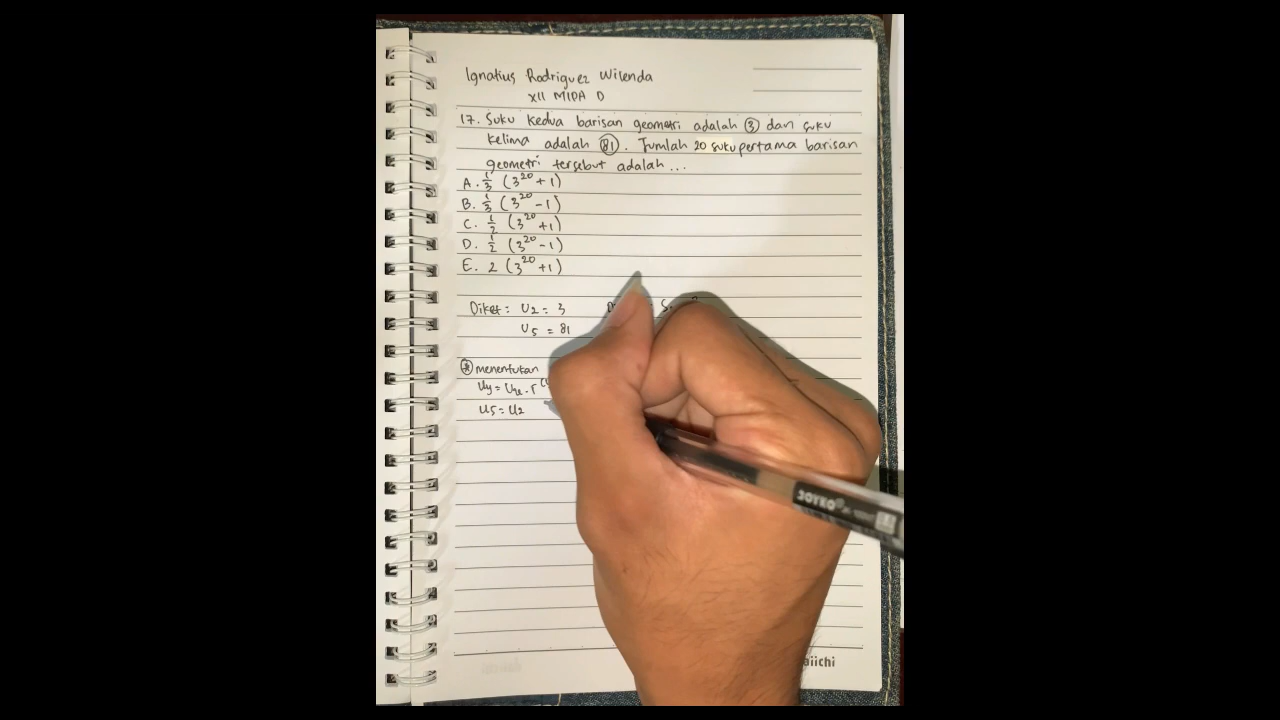 Ignatius Rodriguez Wilenda
XII MIPA D
17. Suku kedua barisan geometri adalah 3 dan suku
kelima adalah 81. Jumlah 20 suku pertama barisan
geometri tersebut adalah ...
A. 1/3 (3^20 + 1)
B. 1/3 (3^20 - 1)
C. 1/2 (3^20 + 1)
D. 1/2 (3^20 - 1)
E. 2 (3^20 + 1)
Diket = U2 = 3
U5 = 81
* menentukan
U5 = U2
JOYKO